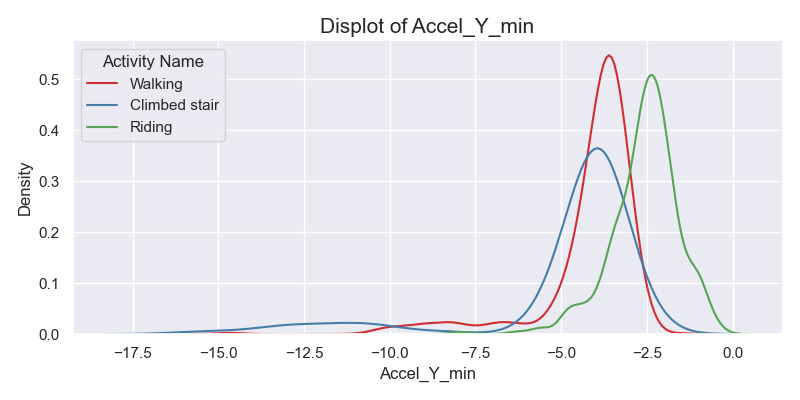 Displot of Accel_Y_min
Activity Name
Walking
Climbed stair
Riding
Density
0.5
0.4
0.3
0.2
0.1
0.0
−17.5 −15.0 −12.5 −10.0 −7.5 −5.0 −2.5 0.0
Accel_Y_min